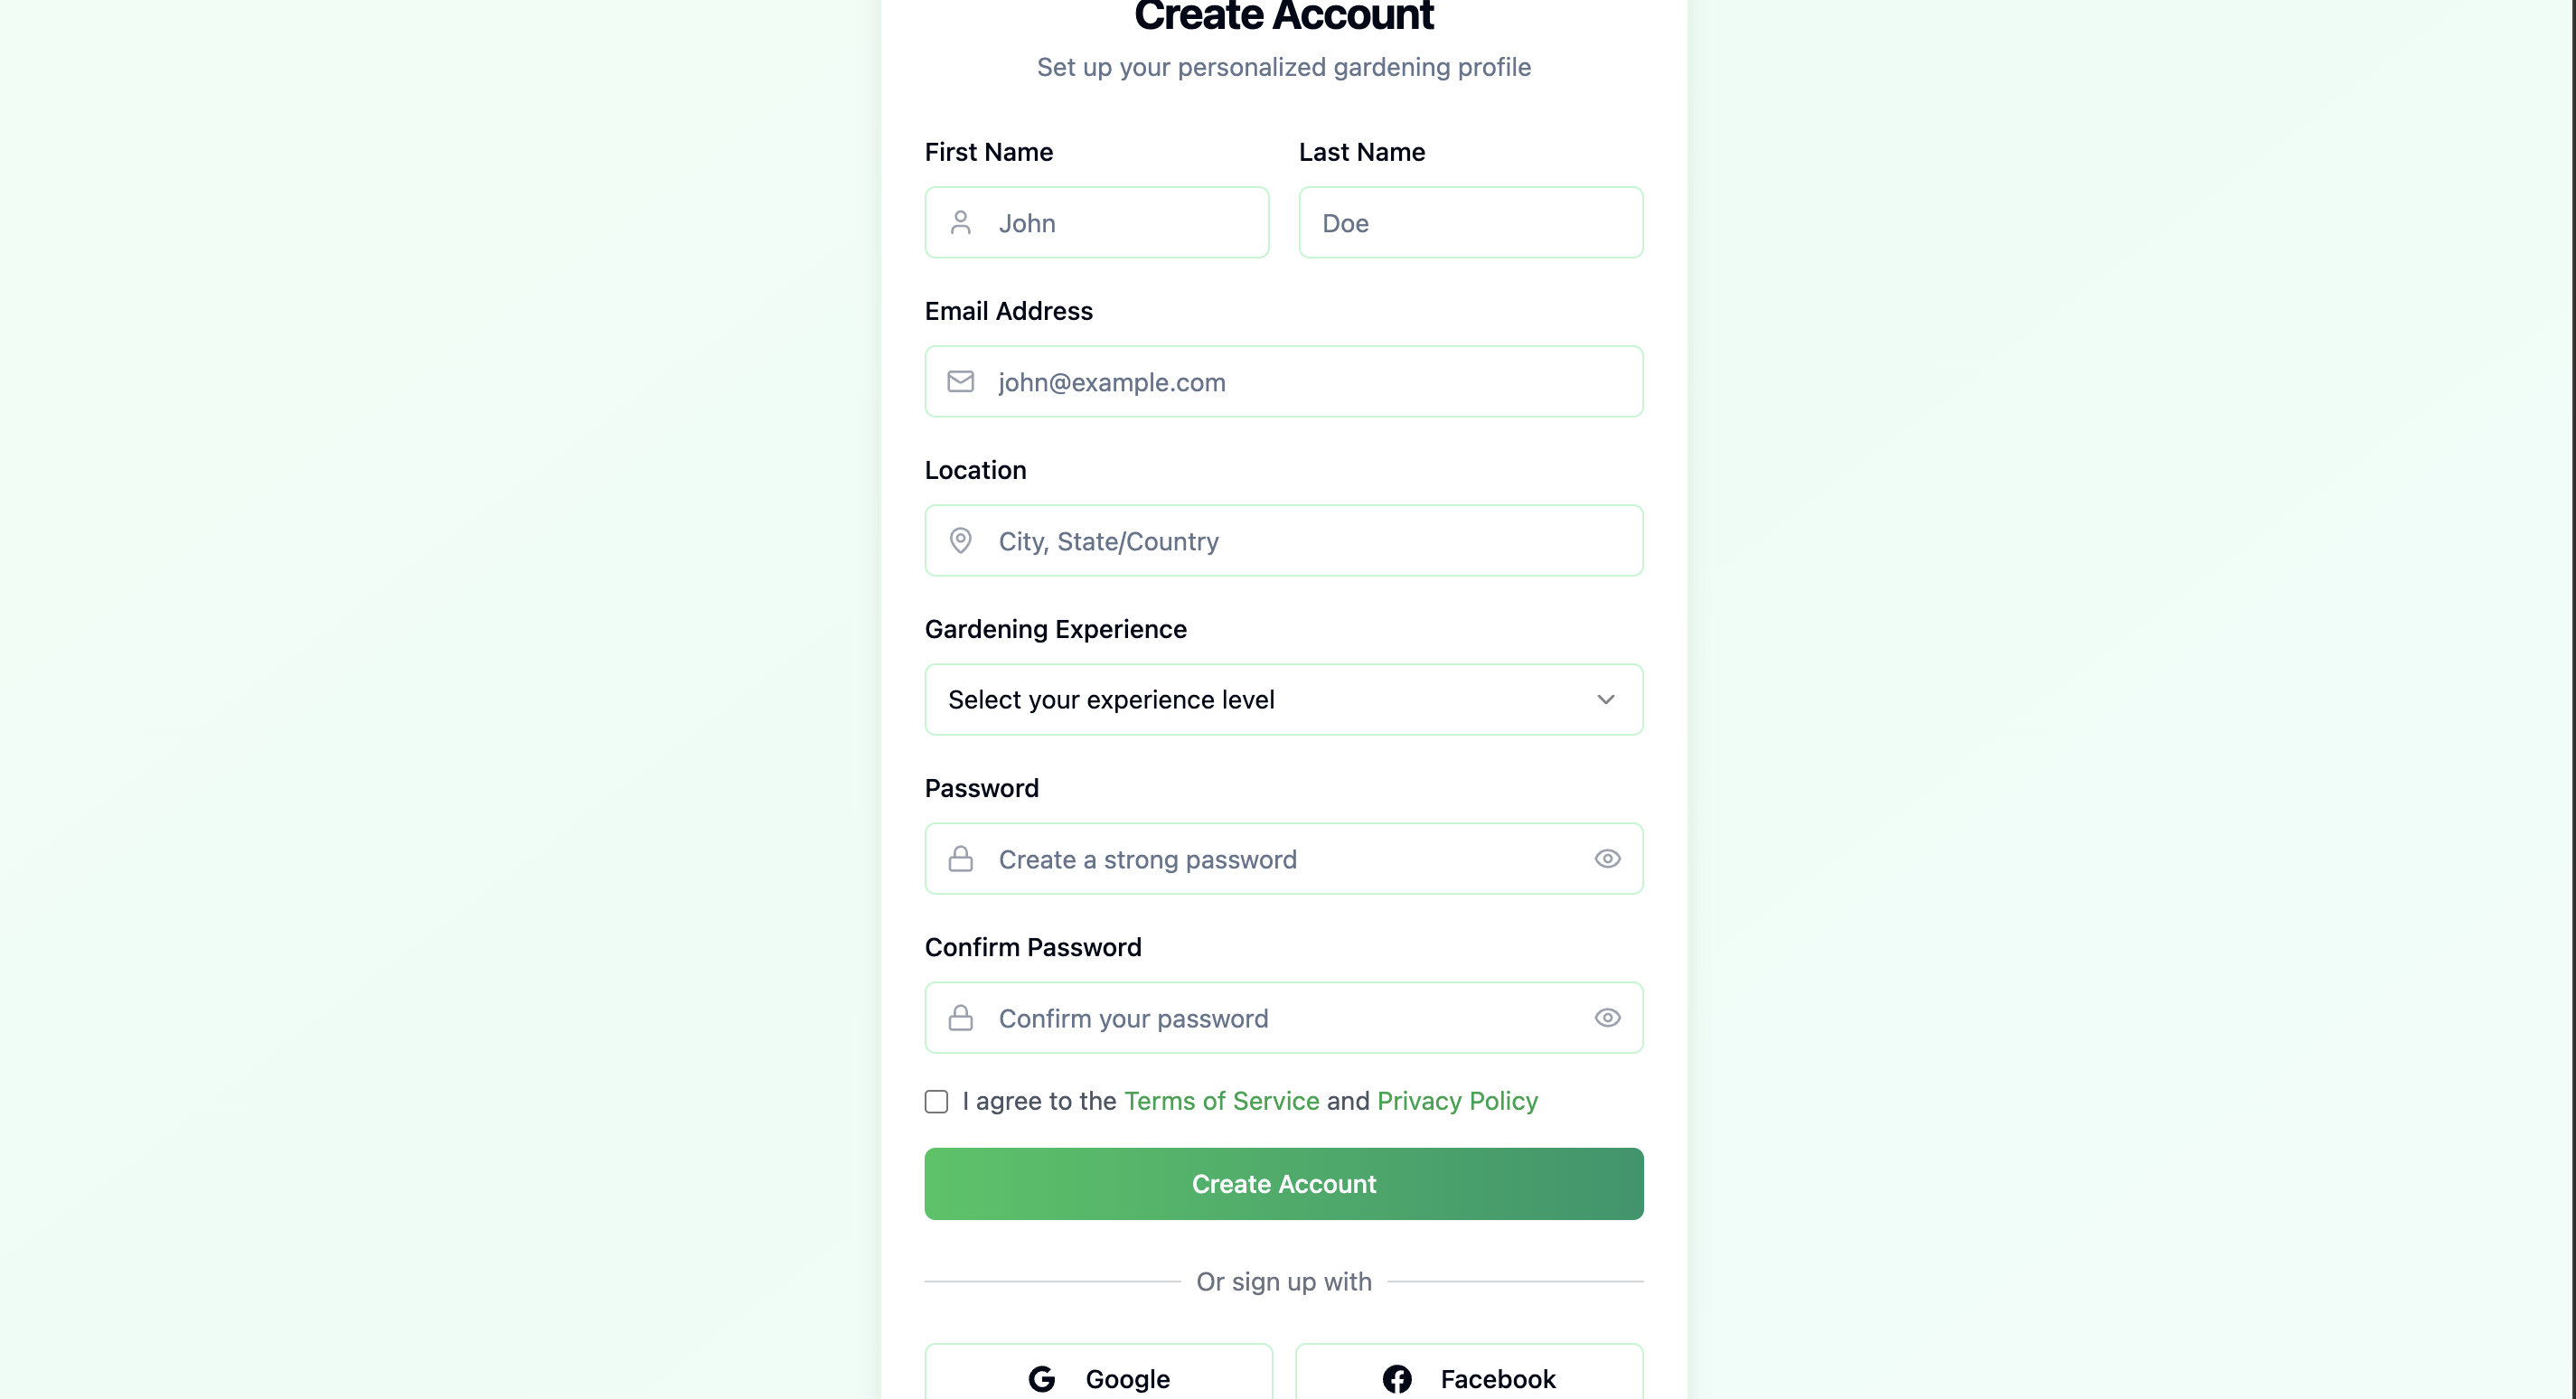 Create Account
Set up your personalized gardening profile
First Name
Last Name
John
Doe
Email Address
john@example.com
Location
City, State/Country
Gardening Experience
Select your experience level
Password
Create a strong password
Confirm Password
Confirm your password
I agree to the Terms of Service and Privacy Policy
Create Account
Or sign up with
Google
Facebook